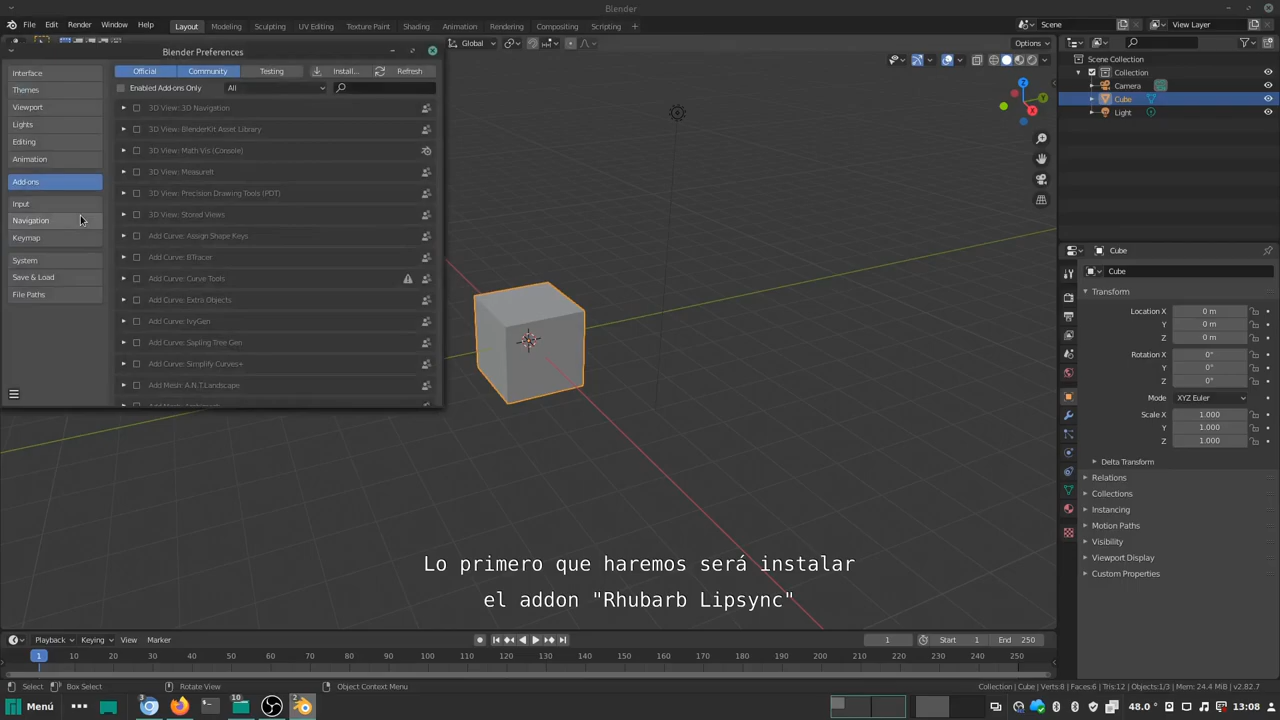 Blender
File Edit Render Window Help Layout Modeling Sculpting UV Editing Texture Paint Shading Animation Rendering Compositing Scripting + Scene View Layer
Blender Preferences
Global
Options
Interface
Themes
Viewport
Lights
Editing
Animation
Add-ons
Input
Navigation
Keymap
System
Save & Load
File Paths
Official Community Testing Install... Refresh
Enabled Add-ons Only All
3D View: 3D Navigation
3D View: BlenderKit Asset Library
3D View: Math Vis (Console)
3D View: MeasureIt
3D View: Precision Drawing Tools (PDT)
3D View: Stored Views
Add Curve: Assign Shape Keys
Add Curve: BTracer
Add Curve: Curve Tools
Add Curve: Extra Objects
Add Curve: IvyGen
Add Curve: Sapling Tree Gen
Add Curve: Simplify Curves+
Add Mesh: A.N.T.Landscape
Z
Y
X
Scene Collection
Collection
Camera
Cube
Light
Cube
Cube
Transform
Location X 0 m
Y 0 m
Z 0 m
Rotation X 0°
Y 0°
Z 0°
Mode XYZ Euler
Scale X 1.000
Y 1.000
Z 1.000
Delta Transform
Relations
Collections
Instancing
Motion Paths
Visibility
Viewport Display
Custom Properties
Lo primero que haremos será instalar
el addon "Rhubarb Lipsync"
Playback Keying View Marker 1 Start 1 End 250
1 10 20 30 40 50 60 70 80 90 100 110 120 130 140 150 160 170 180 190 200 210 220 230 240 250
Select Box Select Rotate View Object Context Menu Collection | Cube | Verts:8 | Faces:6 | Tris:12 | Objects:1/3 | Mem: 24.4 MiB | v2.82.7
Menú 3 10 2 48.0 ° 13:08